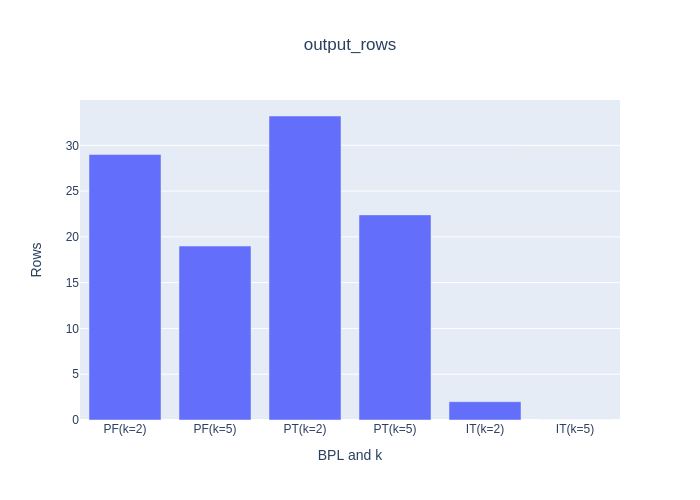 output_rows
Rows
30
25
20
15
10
5
0
PF(k=2) PF(k=5) PT(k=2) PT(k=5) IT(k=2) IT(k=5)
BPL and k